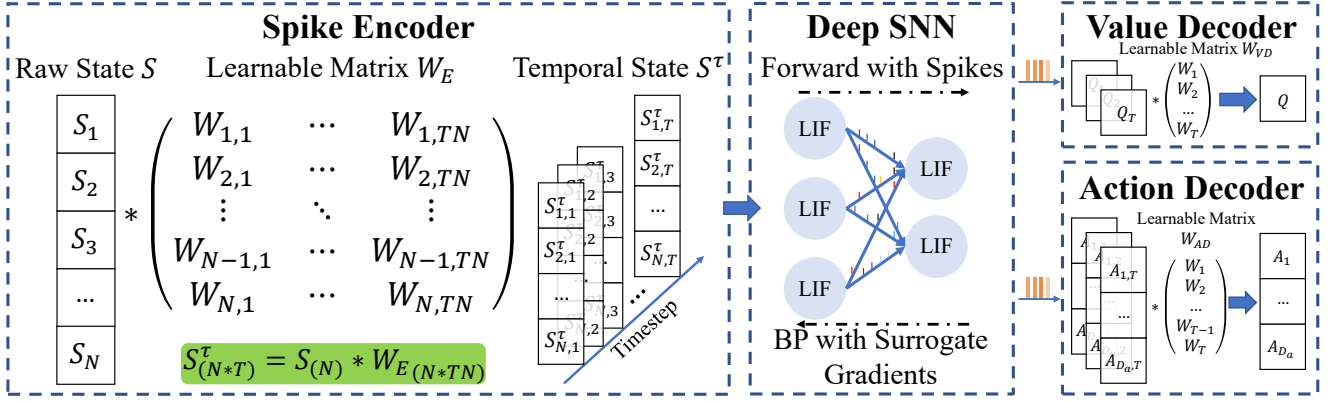 Spike Encoder
Raw State S
Learnable Matrix W_E
Temporal State S^τ
S_1
S_2
S_3
...
S_N
*
W_{1,1} ⋯ W_{1,TN}
W_{2,1} ⋯ W_{2,TN}
⋮ ⋱ ⋮
W_{N−1,1} ⋯ W_{N−1,TN}
W_{N,1} ⋯ W_{N,TN}
S^τ_{1,1}
S^τ_{2,1}
...
S^τ_{N,1}
S^τ_{1,T}
S^τ_{2,T}
...
S^τ_{N,T}
...
Timestep
S^τ_{(N*T)} = S_{(N)} * W_{E(N*TN)}
Deep SNN
Forward with Spikes
LIF
LIF
LIF
LIF
LIF
BP with Surrogate
Gradients
Value Decoder
Learnable Matrix W_{VD}
Q_T
*
W_1
W_2
...
W_T
Q
Action Decoder
Learnable Matrix
W_{AD}
A_{1,T}
...
A_{D_a,T}
*
W_1
W_2
...
W_{T−1}
W_T
A_1
...
A_{D_a}